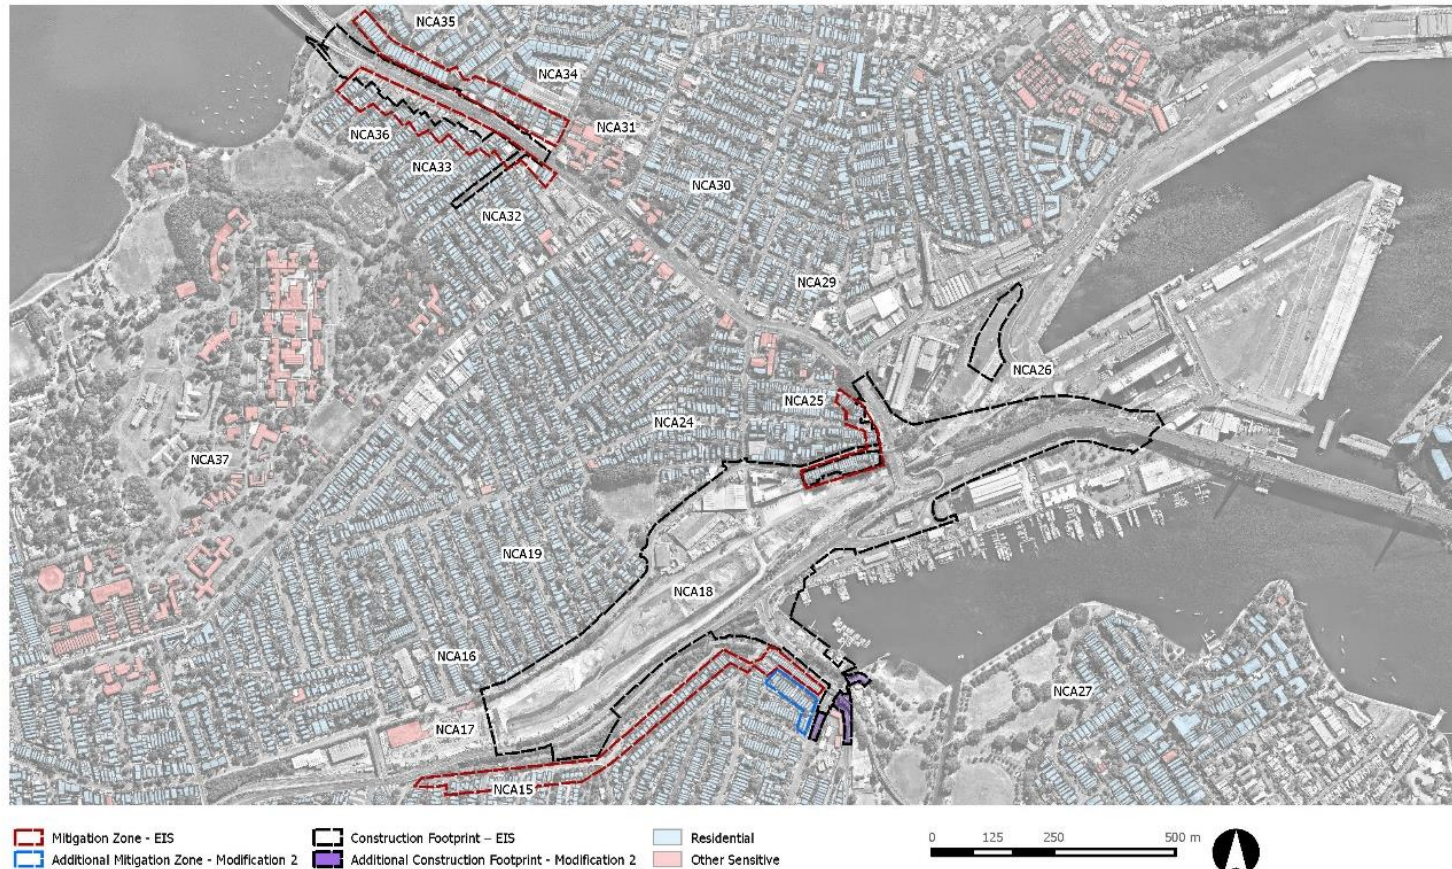 NCA35
NCA34
NCA31
NCA36
NCA33
NCA30
NCA32
NCA29
NCA26
NCA25
NCA24
NCA37
NCA19
NCA18
NCA16
NCA27
NCA17
NCA15
Mitigation Zone - EIS
Construction Footprint – EIS
Residential
0 125 250 500 m
Additional Mitigation Zone - Modification 2
Additional Construction Footprint - Modification 2
Other Sensitive